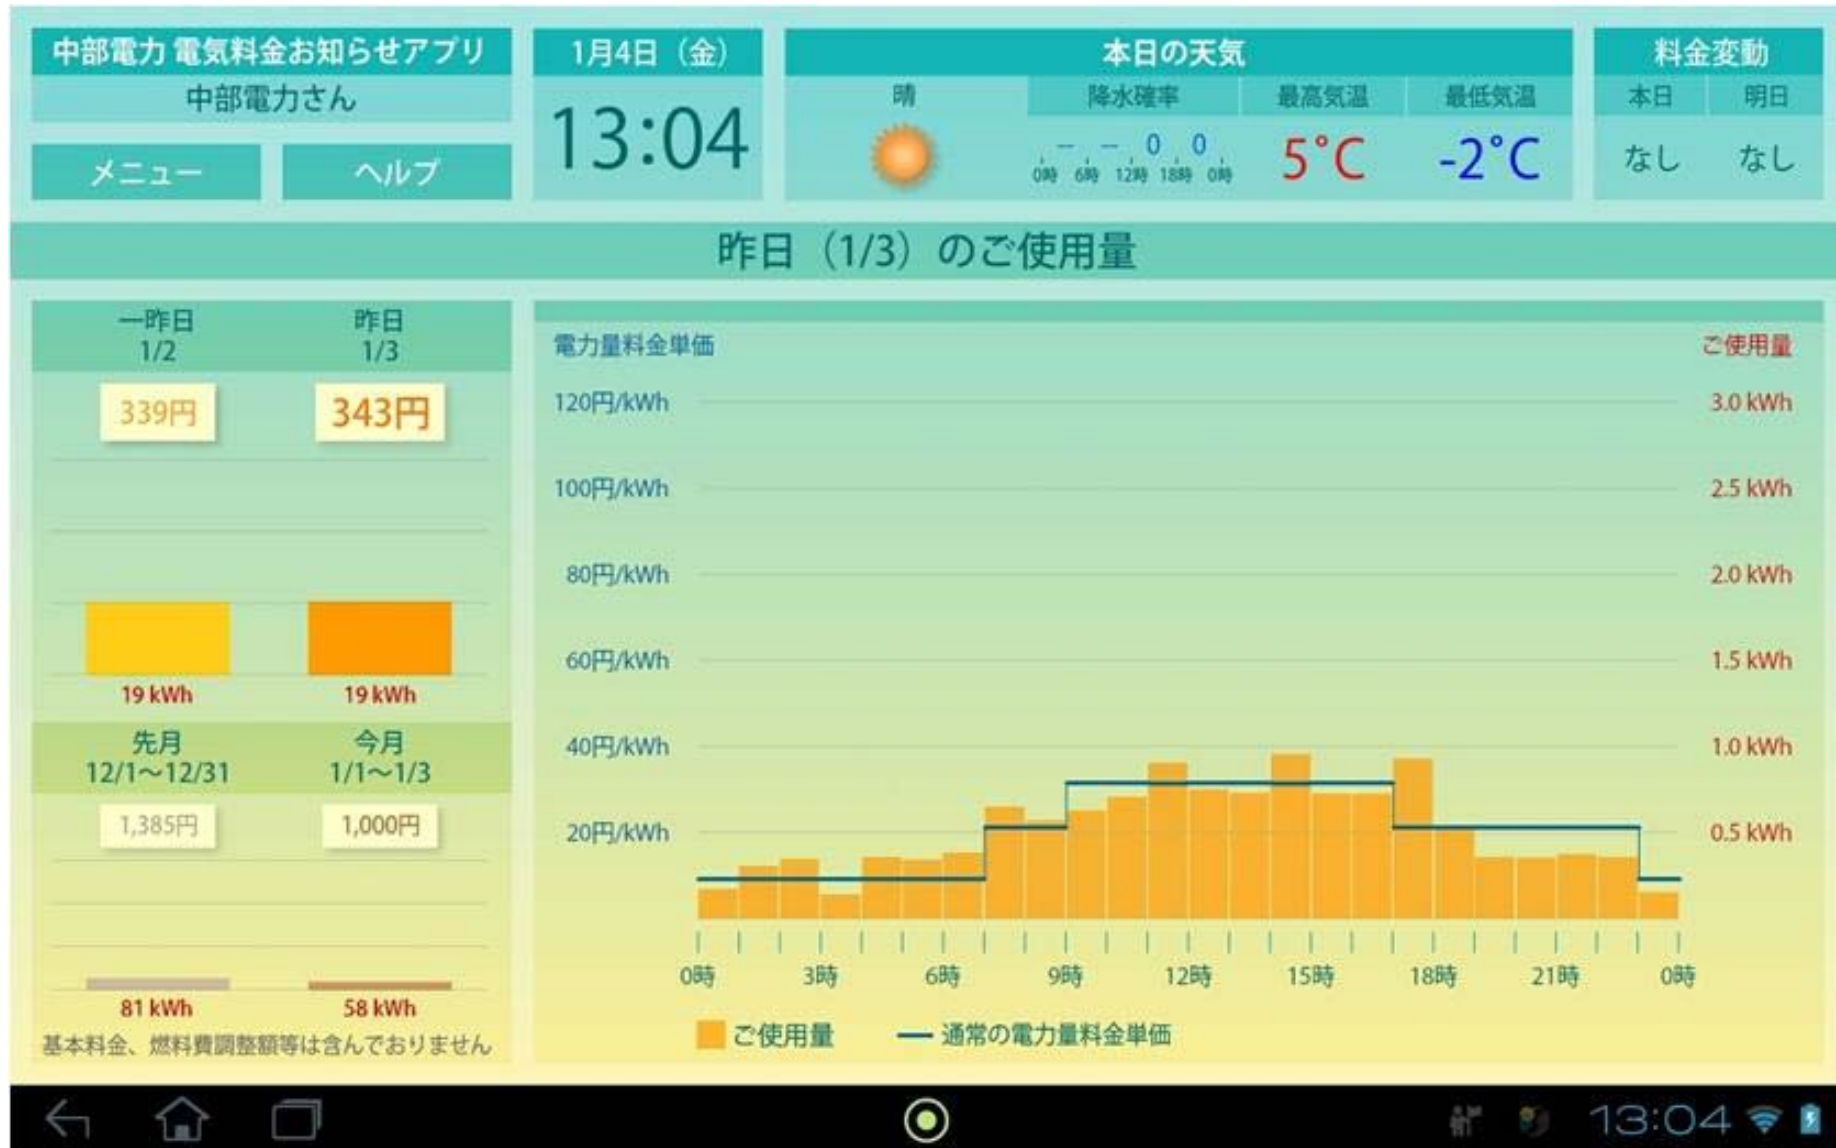 中部電力 電気料金お知らせアプリ
中部電力さん
メニュー
ヘルプ
1月4日（金）
13:04
本日の天気
晴
降水確率
最高気温
最低気温
-- -- 0 0
0時 6時 12時 18時 0時
5℃
-2℃
料金変動
本日 明日
なし なし
昨日（1/3）のご使用量
一昨日
1/2
昨日
1/3
339円
343円
19 kWh
19 kWh
先月
12/1～12/31
今月
1/1～1/3
1,385円
1,000円
81 kWh
58 kWh
基本料金、燃料費調整額等は含んでおりません
電力量料金単価
ご使用量
120円/kWh
3.0 kWh
100円/kWh
2.5 kWh
80円/kWh
2.0 kWh
60円/kWh
1.5 kWh
40円/kWh
1.0 kWh
20円/kWh
0.5 kWh
0時 3時 6時 9時 12時 15時 18時 21時 0時
ご使用量
通常の電力量料金単価
13:04